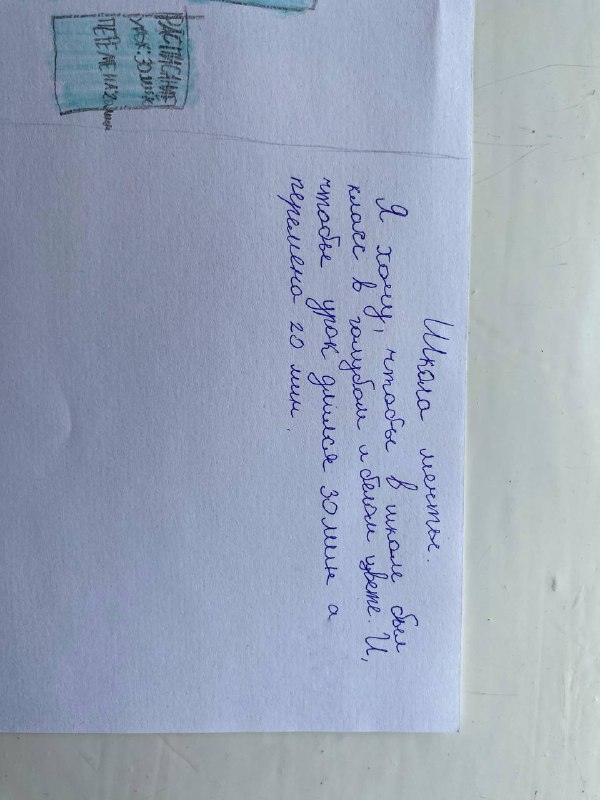 РАСПИСАНИЕ
УРОК: 30 МИН
ПЕРЕМЕНА 20 мин
Школа мечты.
Я хочу, чтобы в школе был
класс в голубом и белом цвете. И,
чтобы урок длился 30 мин а
перемена 20 мин.